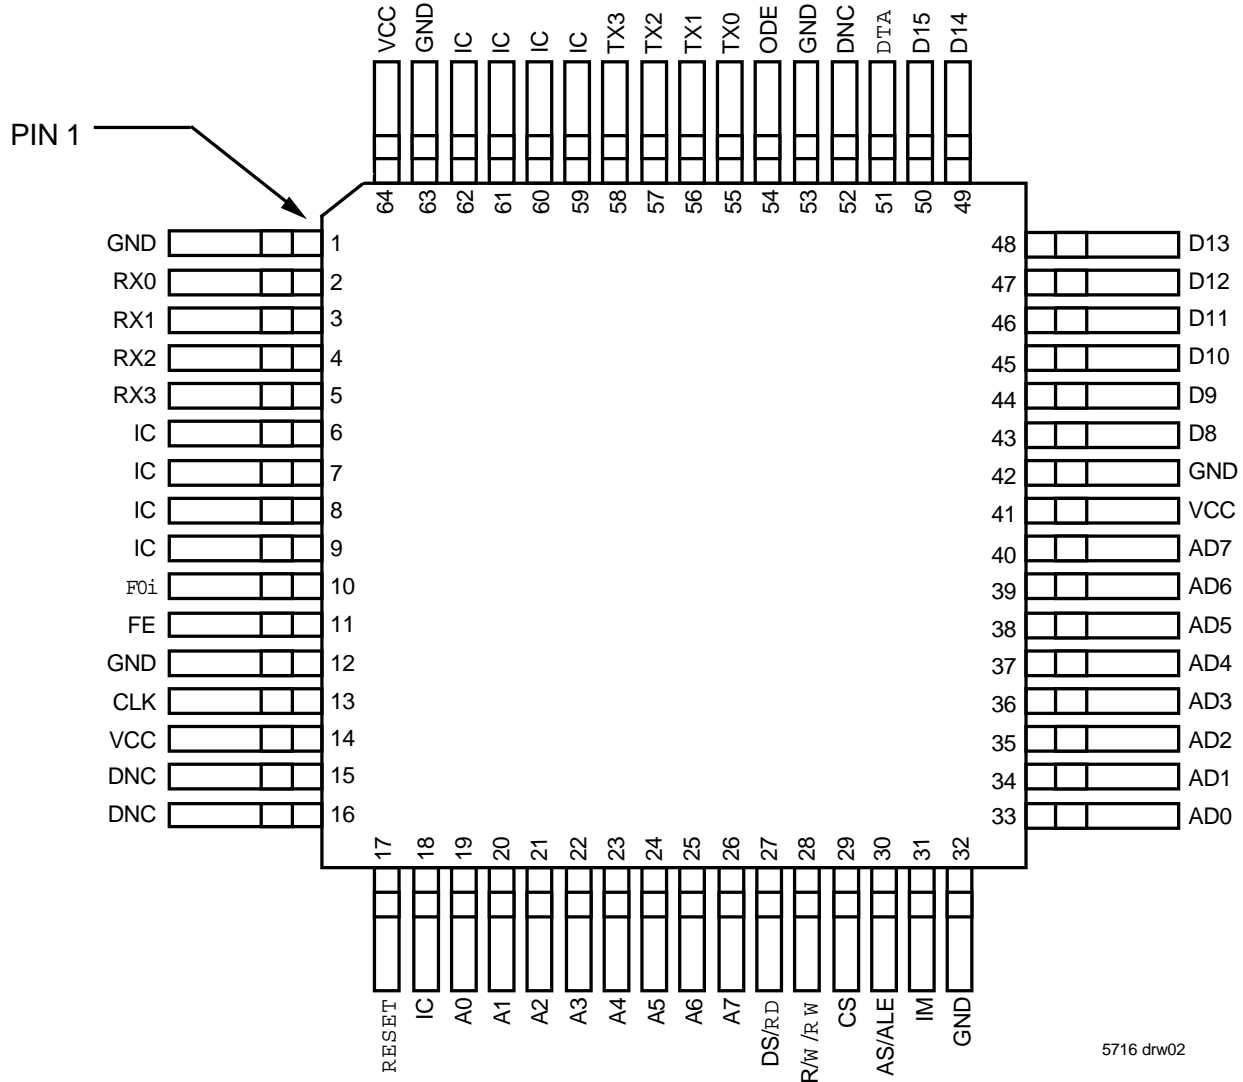 VCC
GND
IC
IC
IC
IC
TX3
TX2
TX1
TX0
ODE
GND
DNC
DTA
D15
D14
PIN 1
64
63
62
61
60
59
58
57
56
55
54
53
52
51
50
49
GND 1
RX0 2
RX1 3
RX2 4
RX3 5
IC 6
IC 7
IC 8
IC 9
F0i 10
FE 11
GND 12
CLK 13
VCC 14
DNC 15
DNC 16
48 D13
47 D12
46 D11
45 D10
44 D9
43 D8
42 GND
41 VCC
40 AD7
39 AD6
38 AD5
37 AD4
36 AD3
35 AD2
34 AD1
33 AD0
17
18
19
20
21
22
23
24
25
26
27
28
29
30
31
32
RESET
IC
A0
A1
A2
A3
A4
A5
A6
A7
DS/RD
R/W/RW
CS
AS/ALE
IM
GND
5716 drw02